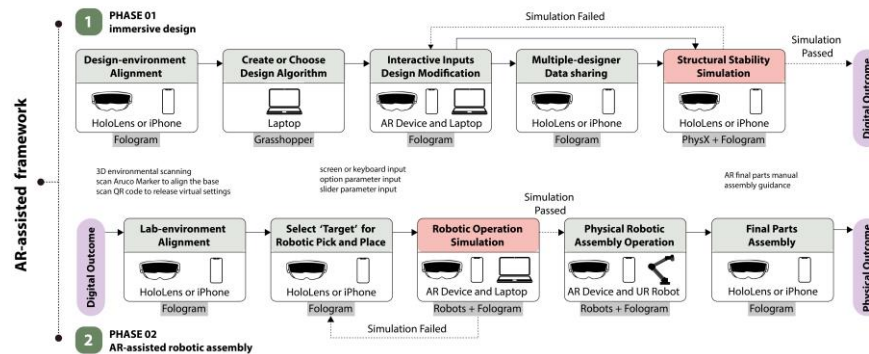 AR-assisted framework
1
PHASE 01
immersive design
Simulation Failed
Simulation
Passed
Design-environment
Alignment
HoloLens or iPhone
Fologram
Create or Choose
Design Algorithm
Laptop
Grasshopper
Interactive Inputs
Design Modification
AR Device and Laptop
Fologram
Multiple-designer
Data sharing
HoloLens or iPhone
Fologram
Structural Stability
Simulation
HoloLens or iPhone
PhysX + Fologram
Digital Outcome
3D environmental scanning
scan Aruco Marker to align the base
scan QR code to release virtual settings
screen or keyboard input
option parameter input
slider parameter input
AR final parts manual
assembly guidance
Simulation
Passed
Digital Outcome
Lab-environment
Alignment
HoloLens or iPhone
Fologram
Select ‘Target’ for
Robotic Pick and Place
HoloLens or iPhone
Fologram
Robotic Operation
Simulation
AR Device and Laptop
Robots + Fologram
Physical Robotic
Assembly Operation
AR Device and UR Robot
Robots + Fologram
Final Parts
Assembly
HoloLens or iPhone
Fologram
Physical Outcome
Simulation Failed
2
PHASE 02
AR-assisted robotic assembly